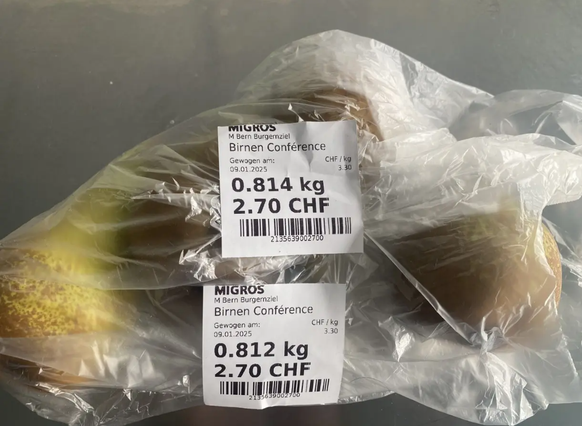 MIGROS
M Bern Burgernziel
Birnen Conférence
Gewogen am: CHF / kg
09.01.2025 3.30
0.814 kg
2.70 CHF
2135639002700
MIGROS
M Bern Burgernziel
Birnen Conférence
Gewogen am: CHF / kg
09.01.2025 3.30
0.812 kg
2.70 CHF
2135639002700